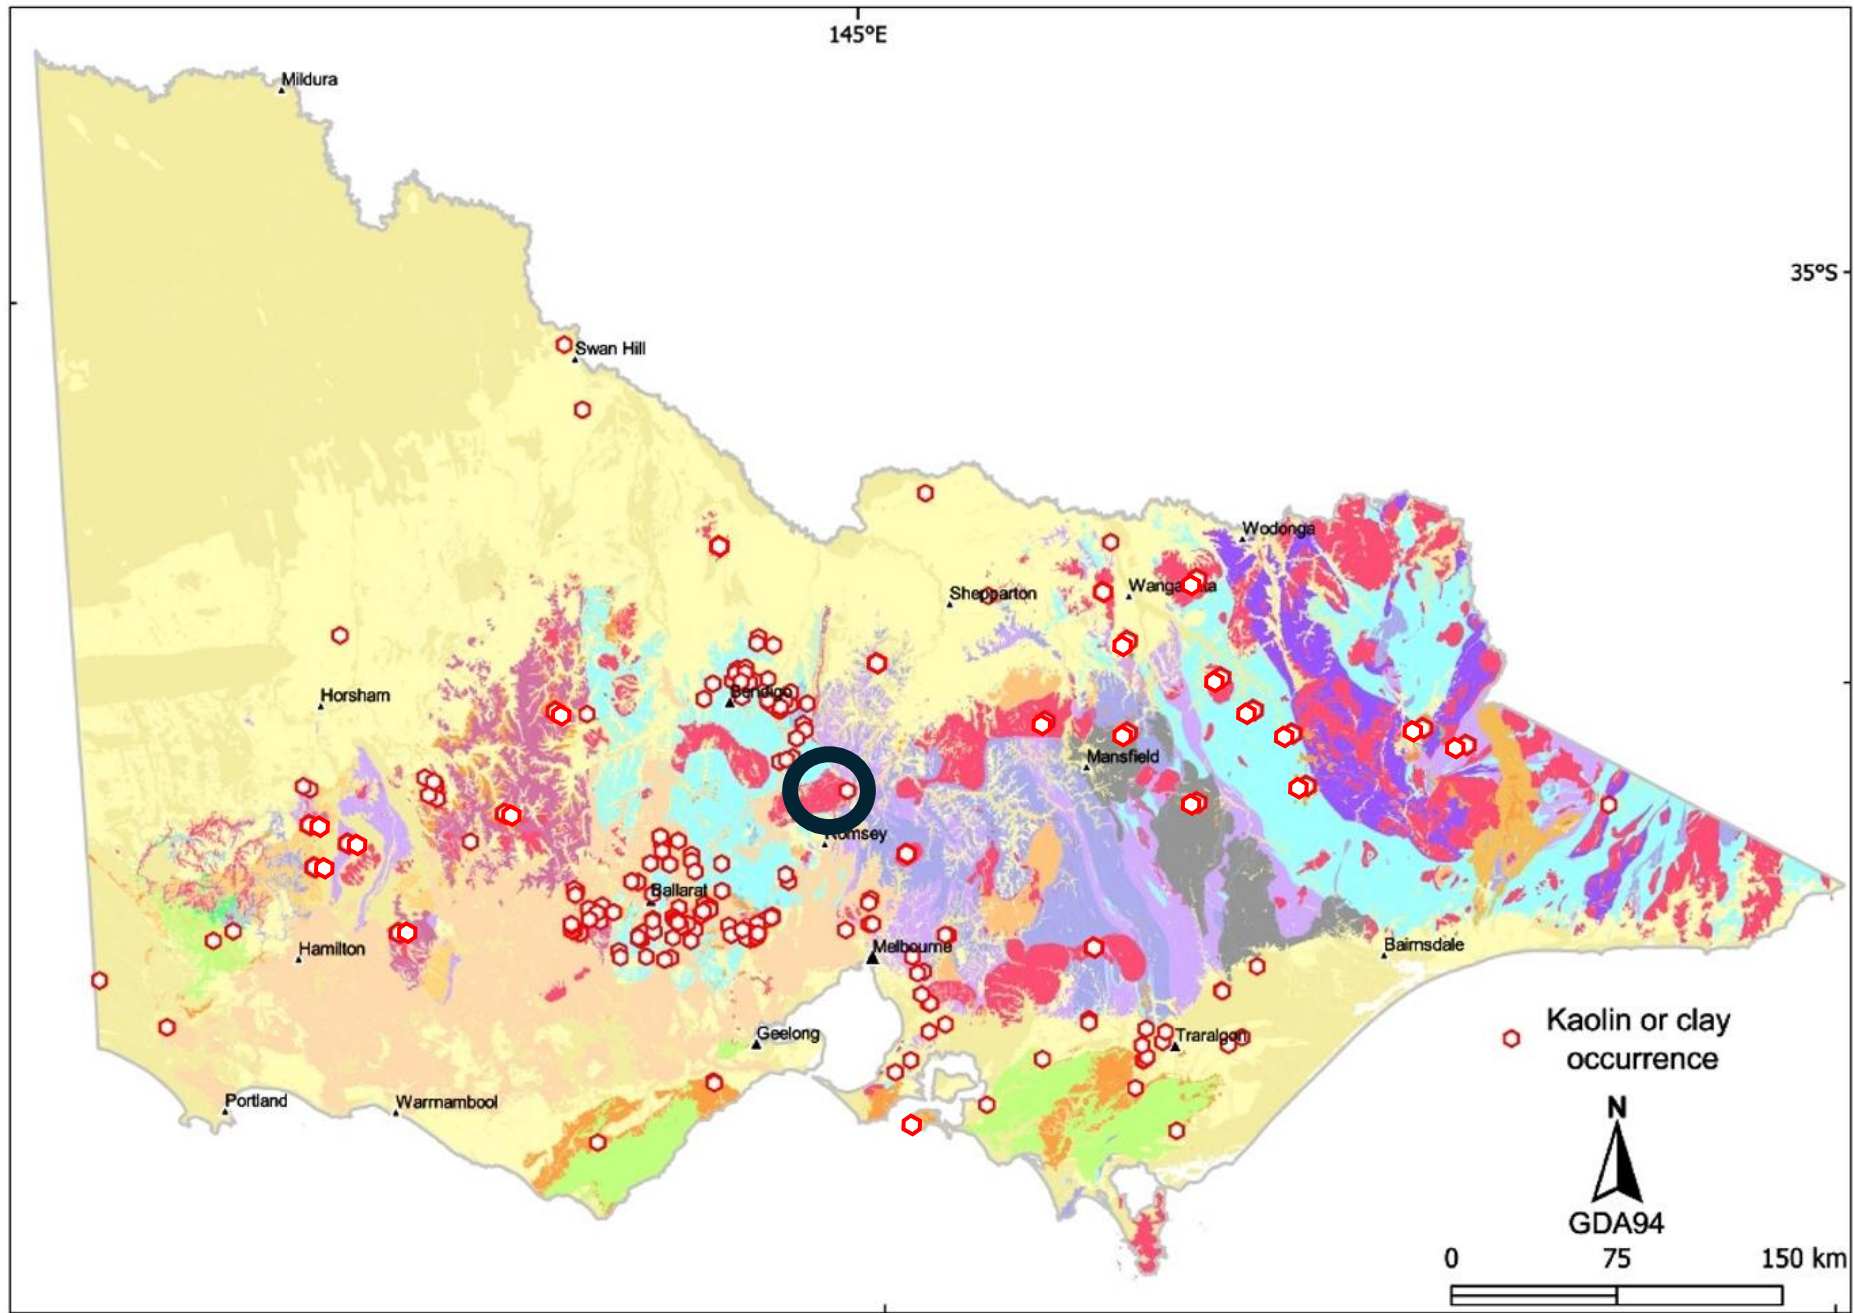 145°E
Mildura
35°S
Swan Hill
Wodonga
Shepparton
Horsham
Bendigo
Mansfield
Romsey
Ballarat
Hamilton
Melbourne
Bairnsdale
Geelong
Traralgon
Portland
Warrnambool
Kaolin or clay
occurrence
N
GDA94
0 75 150 km